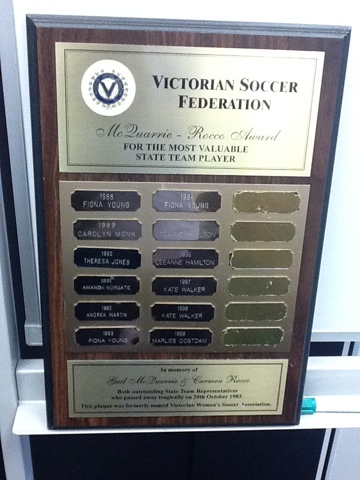 V
VICTORIAN SOCCER
FEDERATION
McQuarrie - Rocco Award
FOR THE MOST VALUABLE
STATE TEAM PLAYER
1988
FIONA YOUNG
1989
CAROLYN MONK
THERESA JONES
AMANDA NORGATE
ANDREA MARTIN
1993
FIONA YOUNG
1994
FIONA YOUNG
HAMILTON
LEEANNE HAMILTON
1997
KATE WALKER
1998
KATE WALKER
1999
MARLIES OOSTDAM
In memory of
Gail McQuarrie & Carmen Rocco
Both outstanding State Team Representatives
who passed away tragically on 30th October 1983.
This plaque was formerly named Victorian Women's Soccer Association.